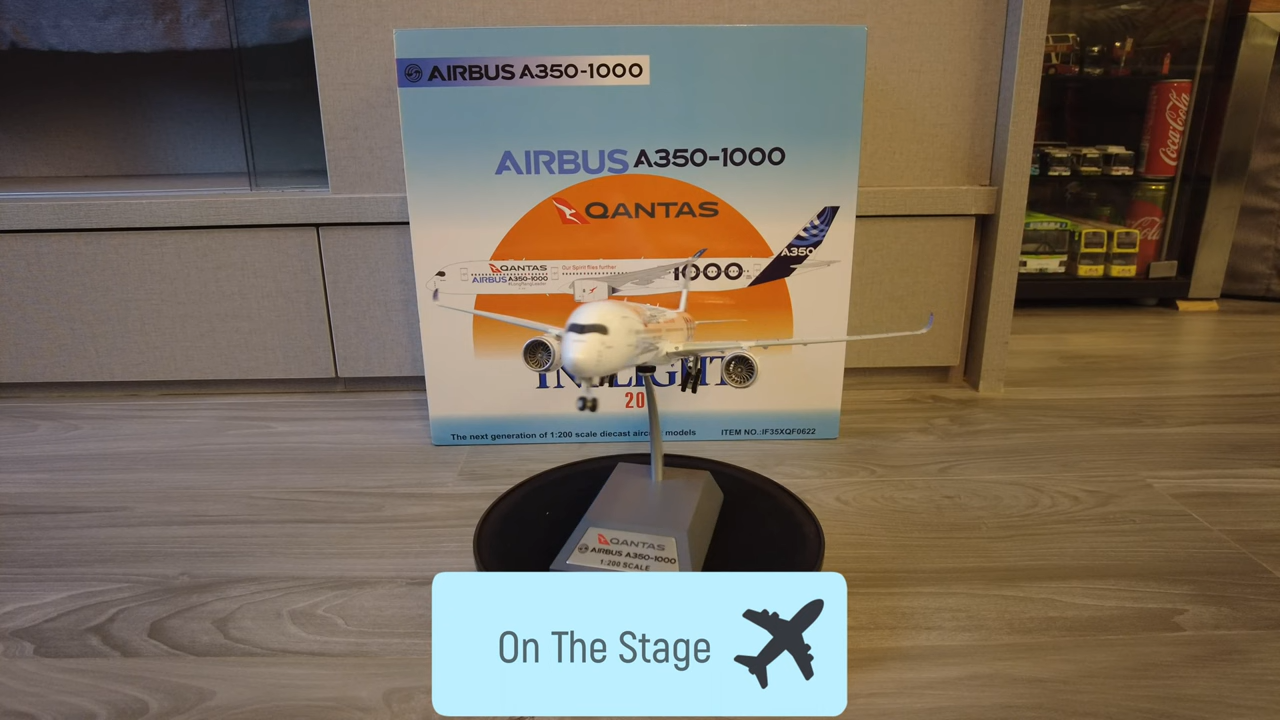 AIRBUS A350-1000
AIRBUS A350-1000
QANTAS
A350
QANTAS
Our Spirit flies further
1000
AIRBUS A350-1000
20
The next generation of 1:200 scale diecast models
ITEM NO.:IF35XQF0622
Coca-Cola
QANTAS
AIRBUS A350-1000
1:200 SCALE
On The Stage